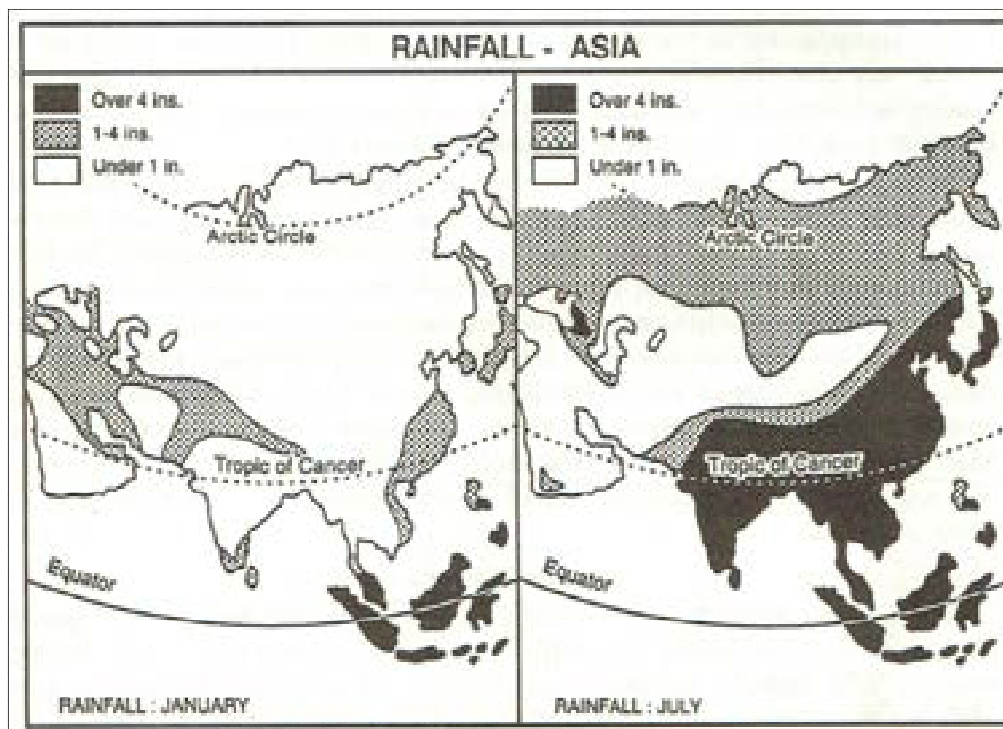 RAINFALL - ASIA
Over 4 ins.
1-4 ins.
Under 1 in.
Arctic Circle
Tropic of Cancer
Equator
RAINFALL : JANUARY
Over 4 ins.
1-4 ins.
Under 1 in.
Arctic Circle
Tropic of Cancer
Equator
RAINFALL : JULY